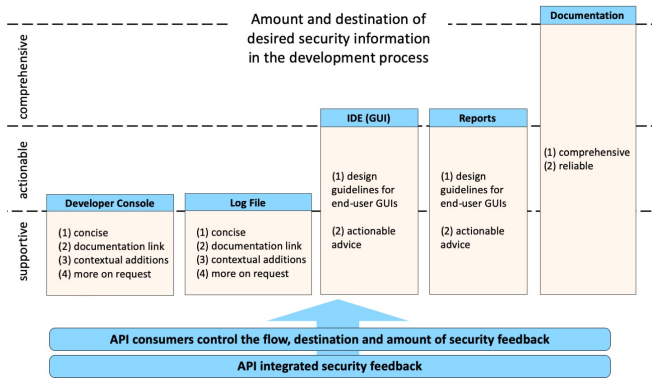 Amount and destination of
desired security information
in the development process
Documentation
comprehensive
IDE (GUI)
Reports
actionable
(1) design
guidelines for
end-user GUIs
(2) actionable
advice
(1) design
guidelines for
end-user GUIs
(2) actionable
advice
(1) comprehensive
(2) reliable
Developer Console
Log File
supportive
(1) concise
(2) documentation link
(3) contextual additions
(4) more on request
(1) concise
(2) documentation link
(3) contextual additions
(4) more on request
API consumers control the flow, destination and amount of security feedback
API integrated security feedback